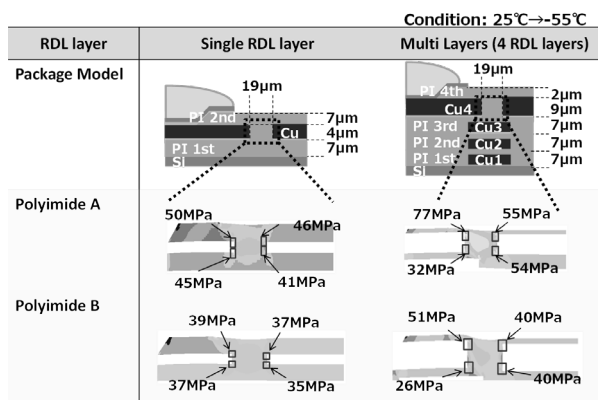 Condition: 25℃→-55℃
RDL layer
Single RDL layer
Multi Layers (4 RDL layers)
Package Model
19μm
PI 2nd
Cu
PI 1st
Si
7μm
4μm
7μm
19μm
PI 4th
Cu4
PI 3rd
Cu3
PI 2nd
Cu2
PI 1st
Cu1
Si
2μm
9μm
7μm
7μm
7μm
Polyimide A
50MPa
46MPa
45MPa
41MPa
77MPa
55MPa
32MPa
54MPa
Polyimide B
39MPa
37MPa
37MPa
35MPa
51MPa
40MPa
26MPa
40MPa